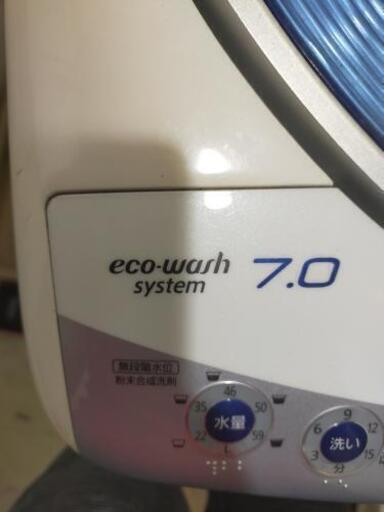 eco-wash 7.0
system
無段階水位
粉末合成洗剤
46
35 50
水量
22 59
L
9
6 12
洗い
3 15
分